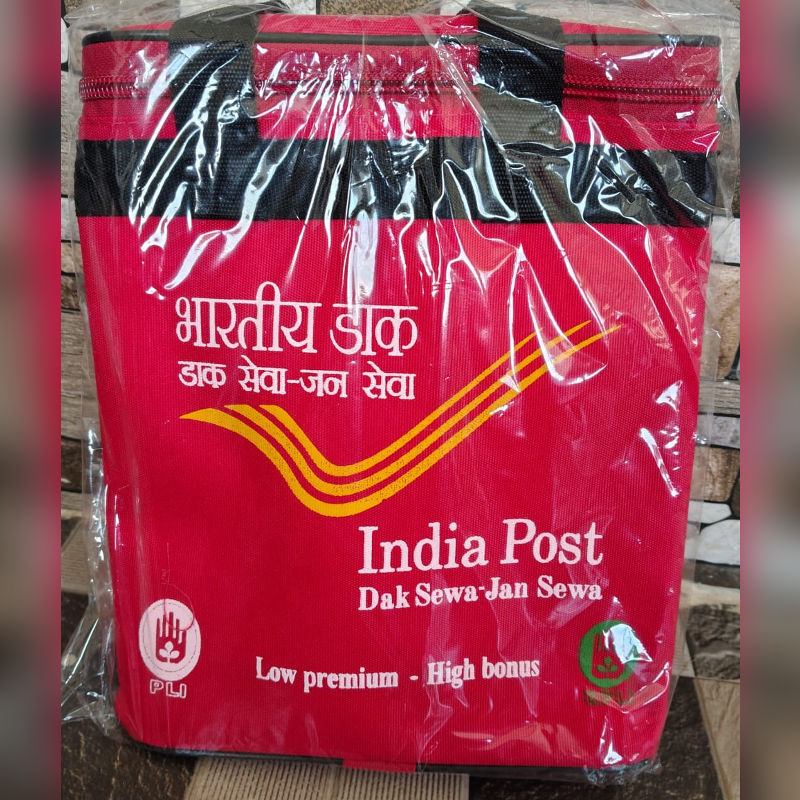 भारतीय डाक
डाक सेवा-जन सेवा
India Post
Dak Sewa-Jan Sewa
PLI
Low premium - High bonus